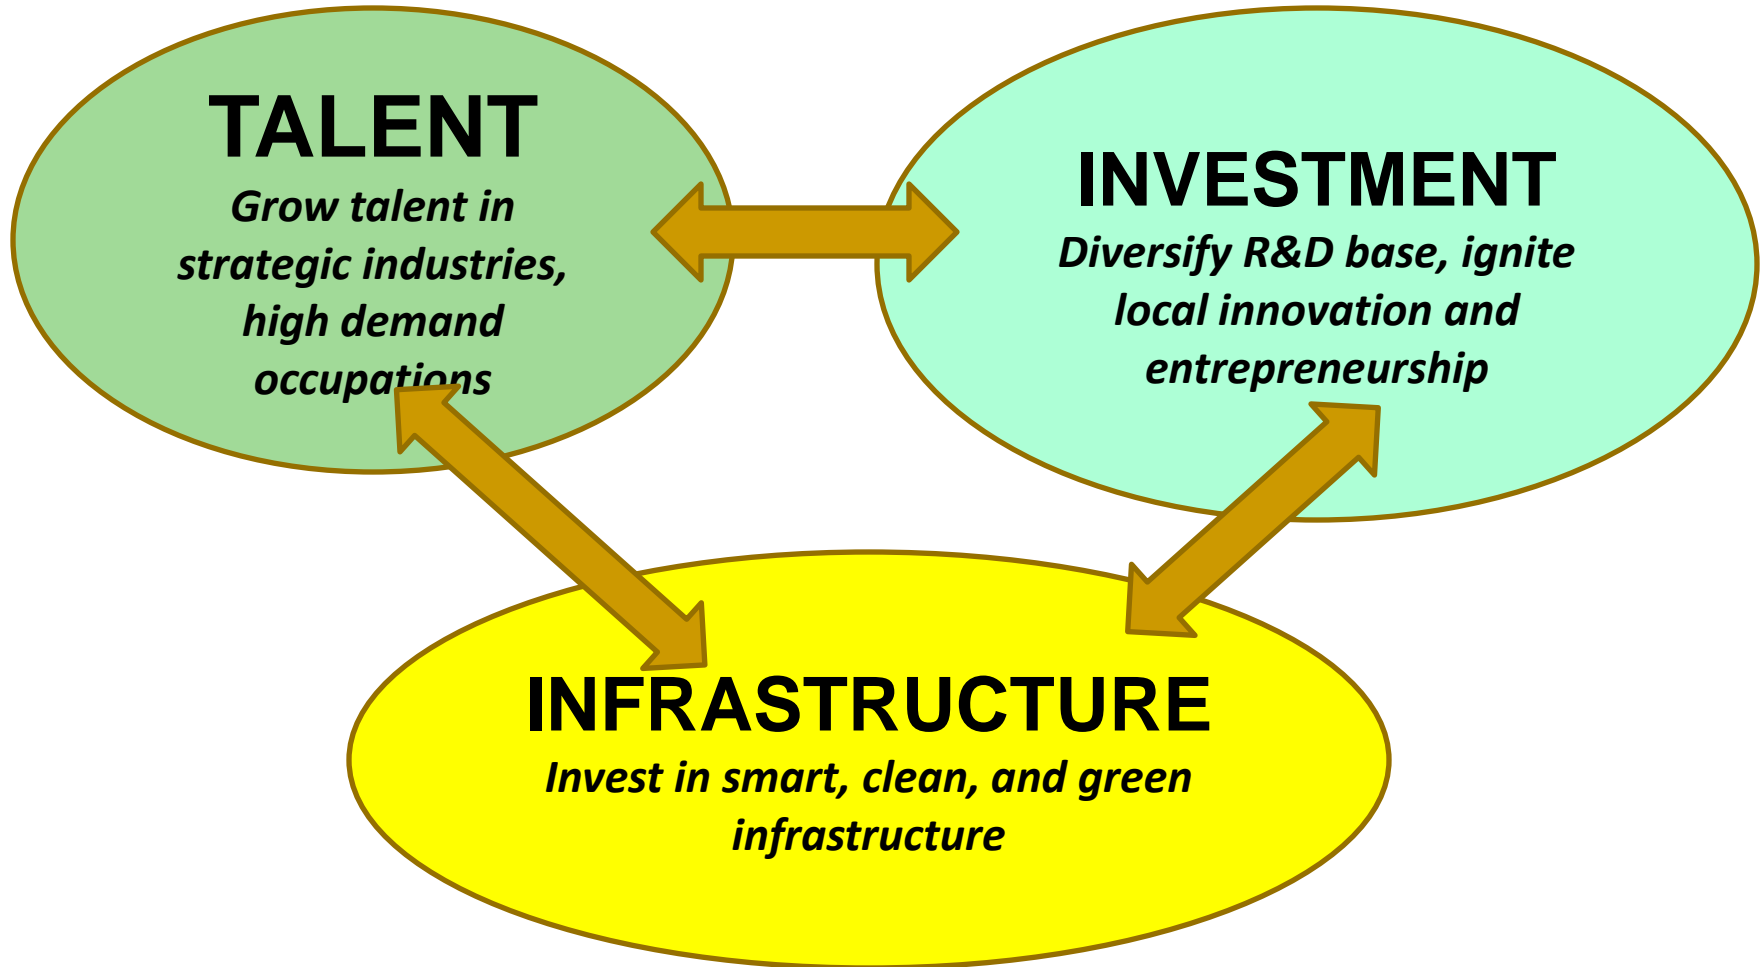 TALENT
Grow talent in
strategic industries,
high demand
occupations
INVESTMENT
Diversify R&D base, ignite
local innovation and
entrepreneurship
INFRASTRUCTURE
Invest in smart, clean, and green
infrastructure